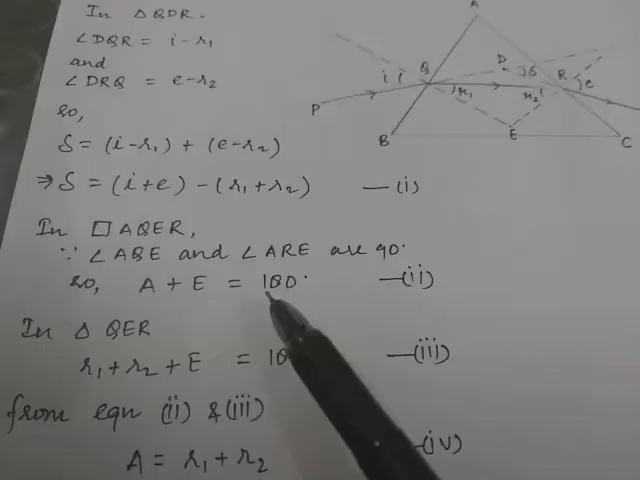 In △QDR.
∠DQR = i - r₁
and
∠DRQ = e - r₂
so,
S = (i - r₁) + (e - r₂)
⇒ S = (i + e) - (r₁ + r₂) — (i)
In □ AQER,
∵ ∠AQE and ∠ARE are 90°
so, A + E = 180° — (ii)
In △ QER
r₁ + r₂ + E = 18 — (iii)
from eqn (ii) & (iii)
A = r₁ + r₂ — (iv)
A
D
S
Q
R
i
e
r₁
r₂
P
E
B
C